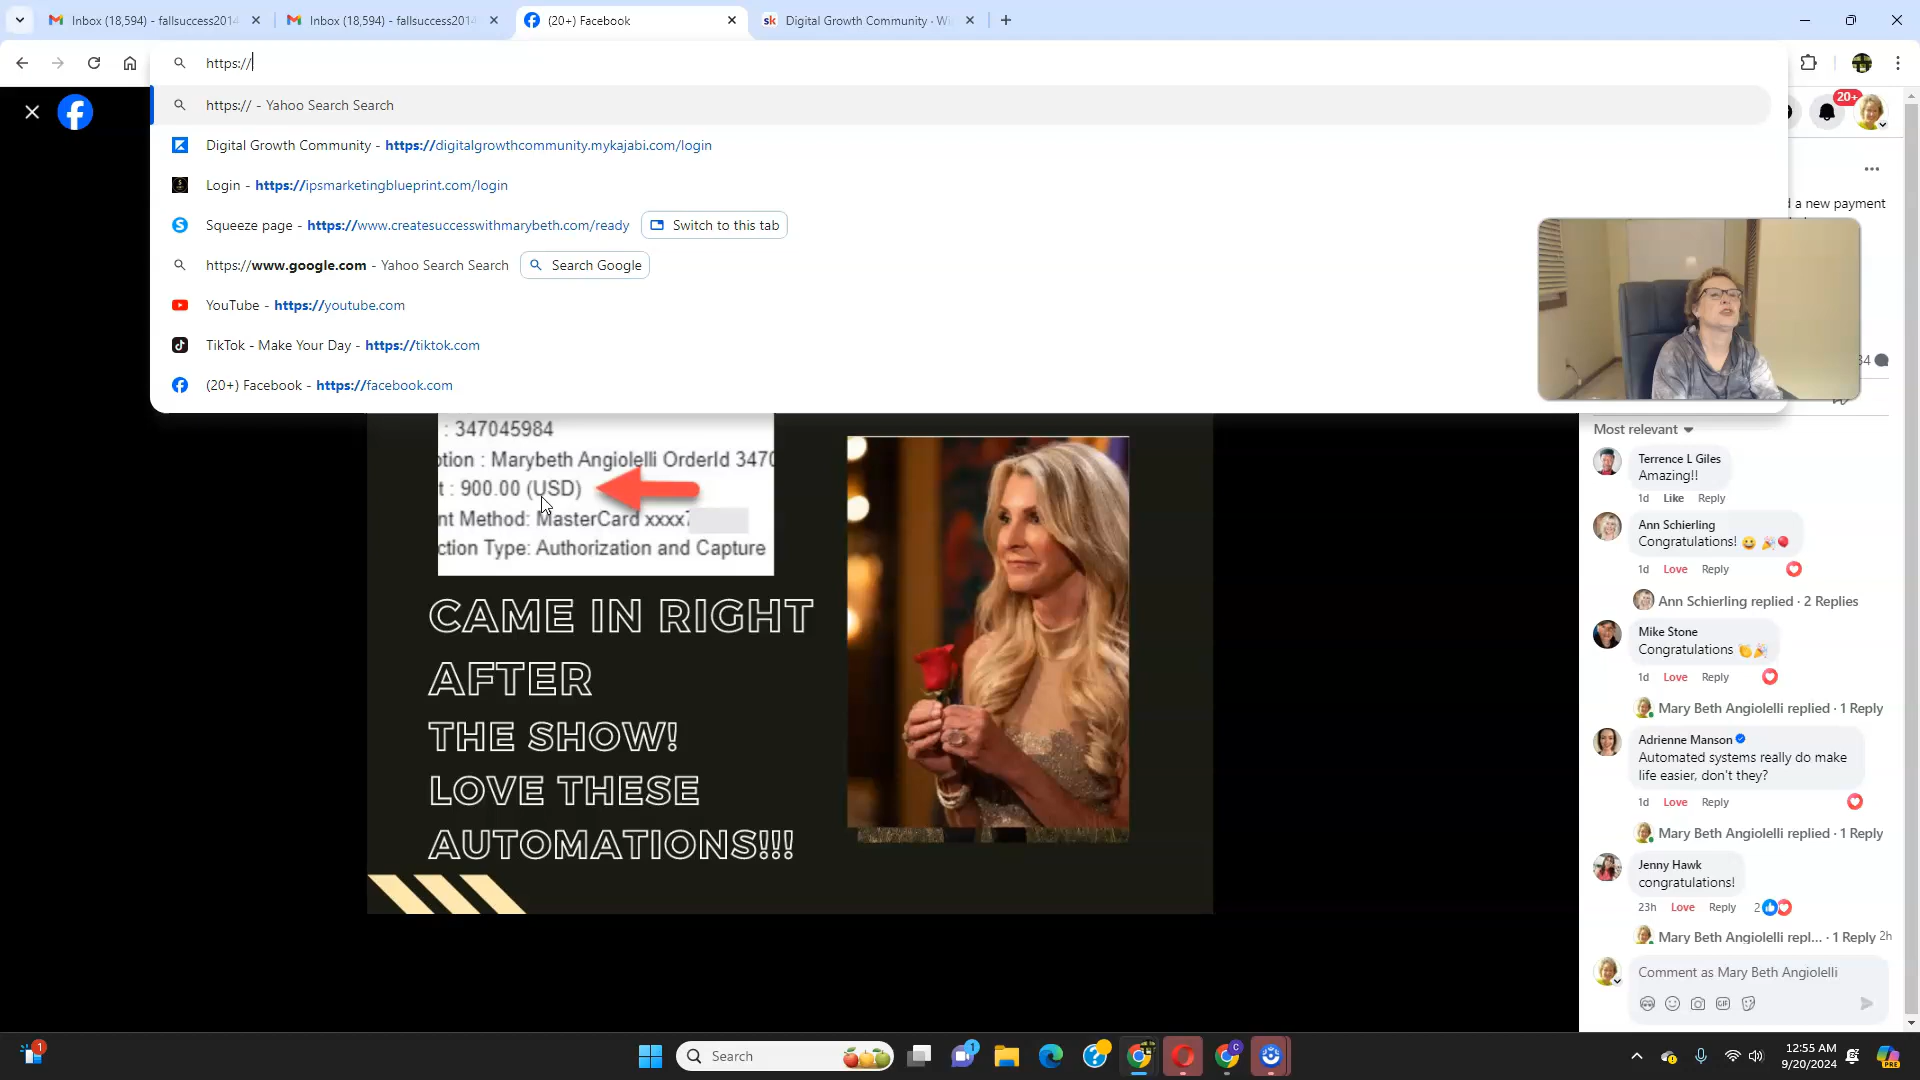 Inbox (18,594) - fallsuccess2014
Inbox (18,594) - fallsuccess201
(20+) Facebook
sk Digital Growth Community
https://
https:// - Yahoo Search Search
Digital Growth Community - https://digitalgrowthcommunity.mykajabi.com/login
Login - https://ipsmarketingblueprint.com/login
Squeeze page - https://www.createsuccesswithmarybeth.com/ready Switch to this tab
https://www.google.com - Yahoo Search Search Search Google
YouTube - https://youtube.com
TikTok - Make Your Day - https://tiktok.com
(20+) Facebook - https://facebook.com
20+
d a new payment
: 347045984
ption : Marybeth Angiolelli OrderId 3470
t : 900.00 (USD)
nt Method: MasterCard xxxx7
ction Type: Authorization and Capture
CAME IN RIGHT
AFTER
THE SHOW!
LOVE THESE
AUTOMATIONS!!!
34
Most relevant
Terrence L Giles
Amazing!!
1d Like Reply
Ann Schierling
Congratulations! 😀 🎉🎈
1d Love Reply
Ann Schierling replied · 2 Replies
Mike Stone
Congratulations 👏🎉
1d Love Reply
Mary Beth Angiolelli replied · 1 Reply
Adrienne Manson
Automated systems really do make
life easier, don't they?
1d Love Reply
Mary Beth Angiolelli replied · 1 Reply
Jenny Hawk
congratulations!
23h Love Reply 2
Mary Beth Angiolelli repl... · 1 Reply 2h
Comment as Mary Beth Angiolelli
GIF
1
Search
1
C
12:55 AM
9/20/2024
PRE